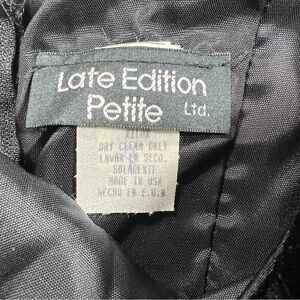 Late Edition
Petite Ltd.
DRY CLEAN ONLY
LAVAR EN SECO
SOLAMENTE
MADE IN USA
HECHO EN E.U.A